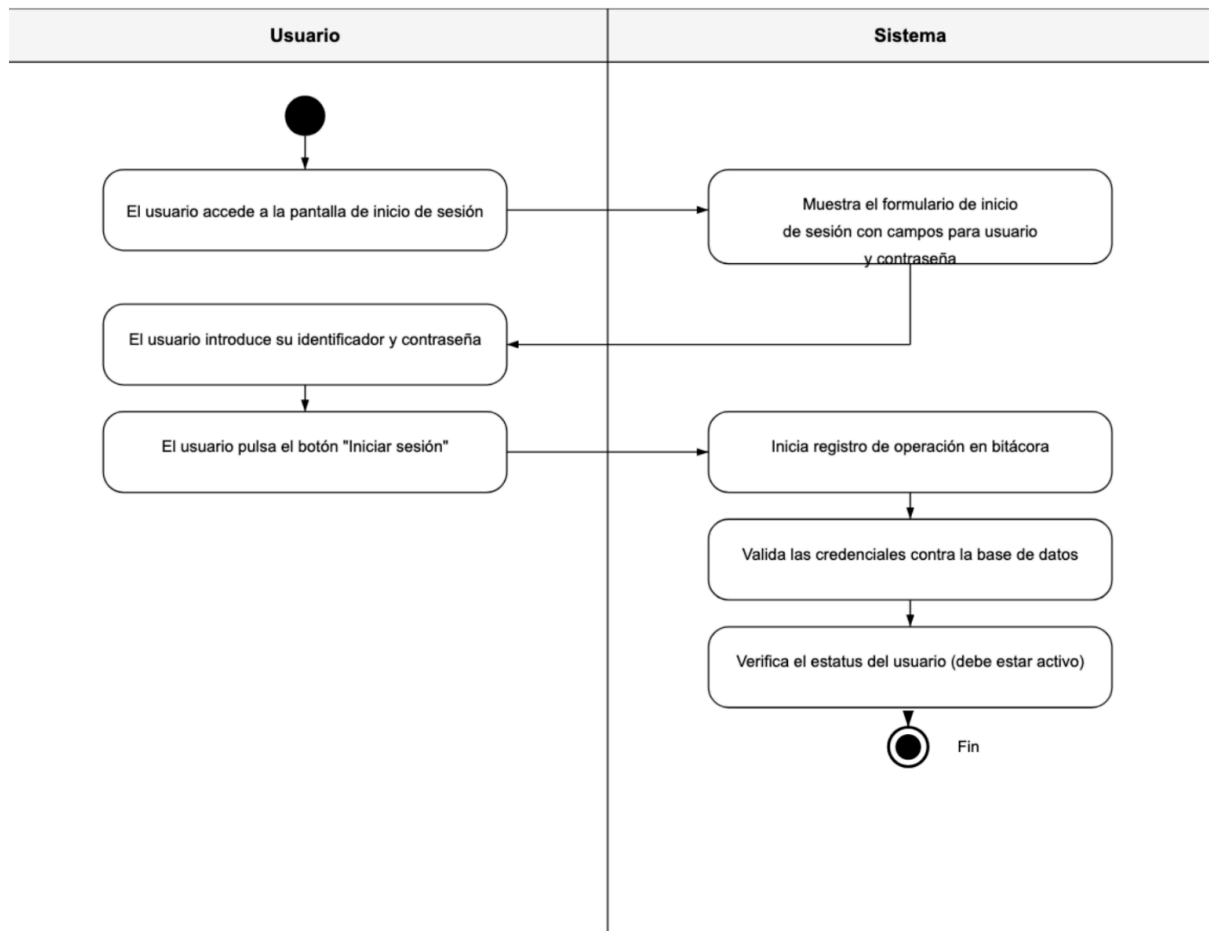 Usuario
Sistema
El usuario accede a la pantalla de inicio de sesión
Muestra el formulario de inicio
de sesión con campos para usuario
y contraseña
El usuario introduce su identificador y contraseña
El usuario pulsa el botón "Iniciar sesión"
Inicia registro de operación en bitácora
Valida las credenciales contra la base de datos
Verifica el estatus del usuario (debe estar activo)
Fin